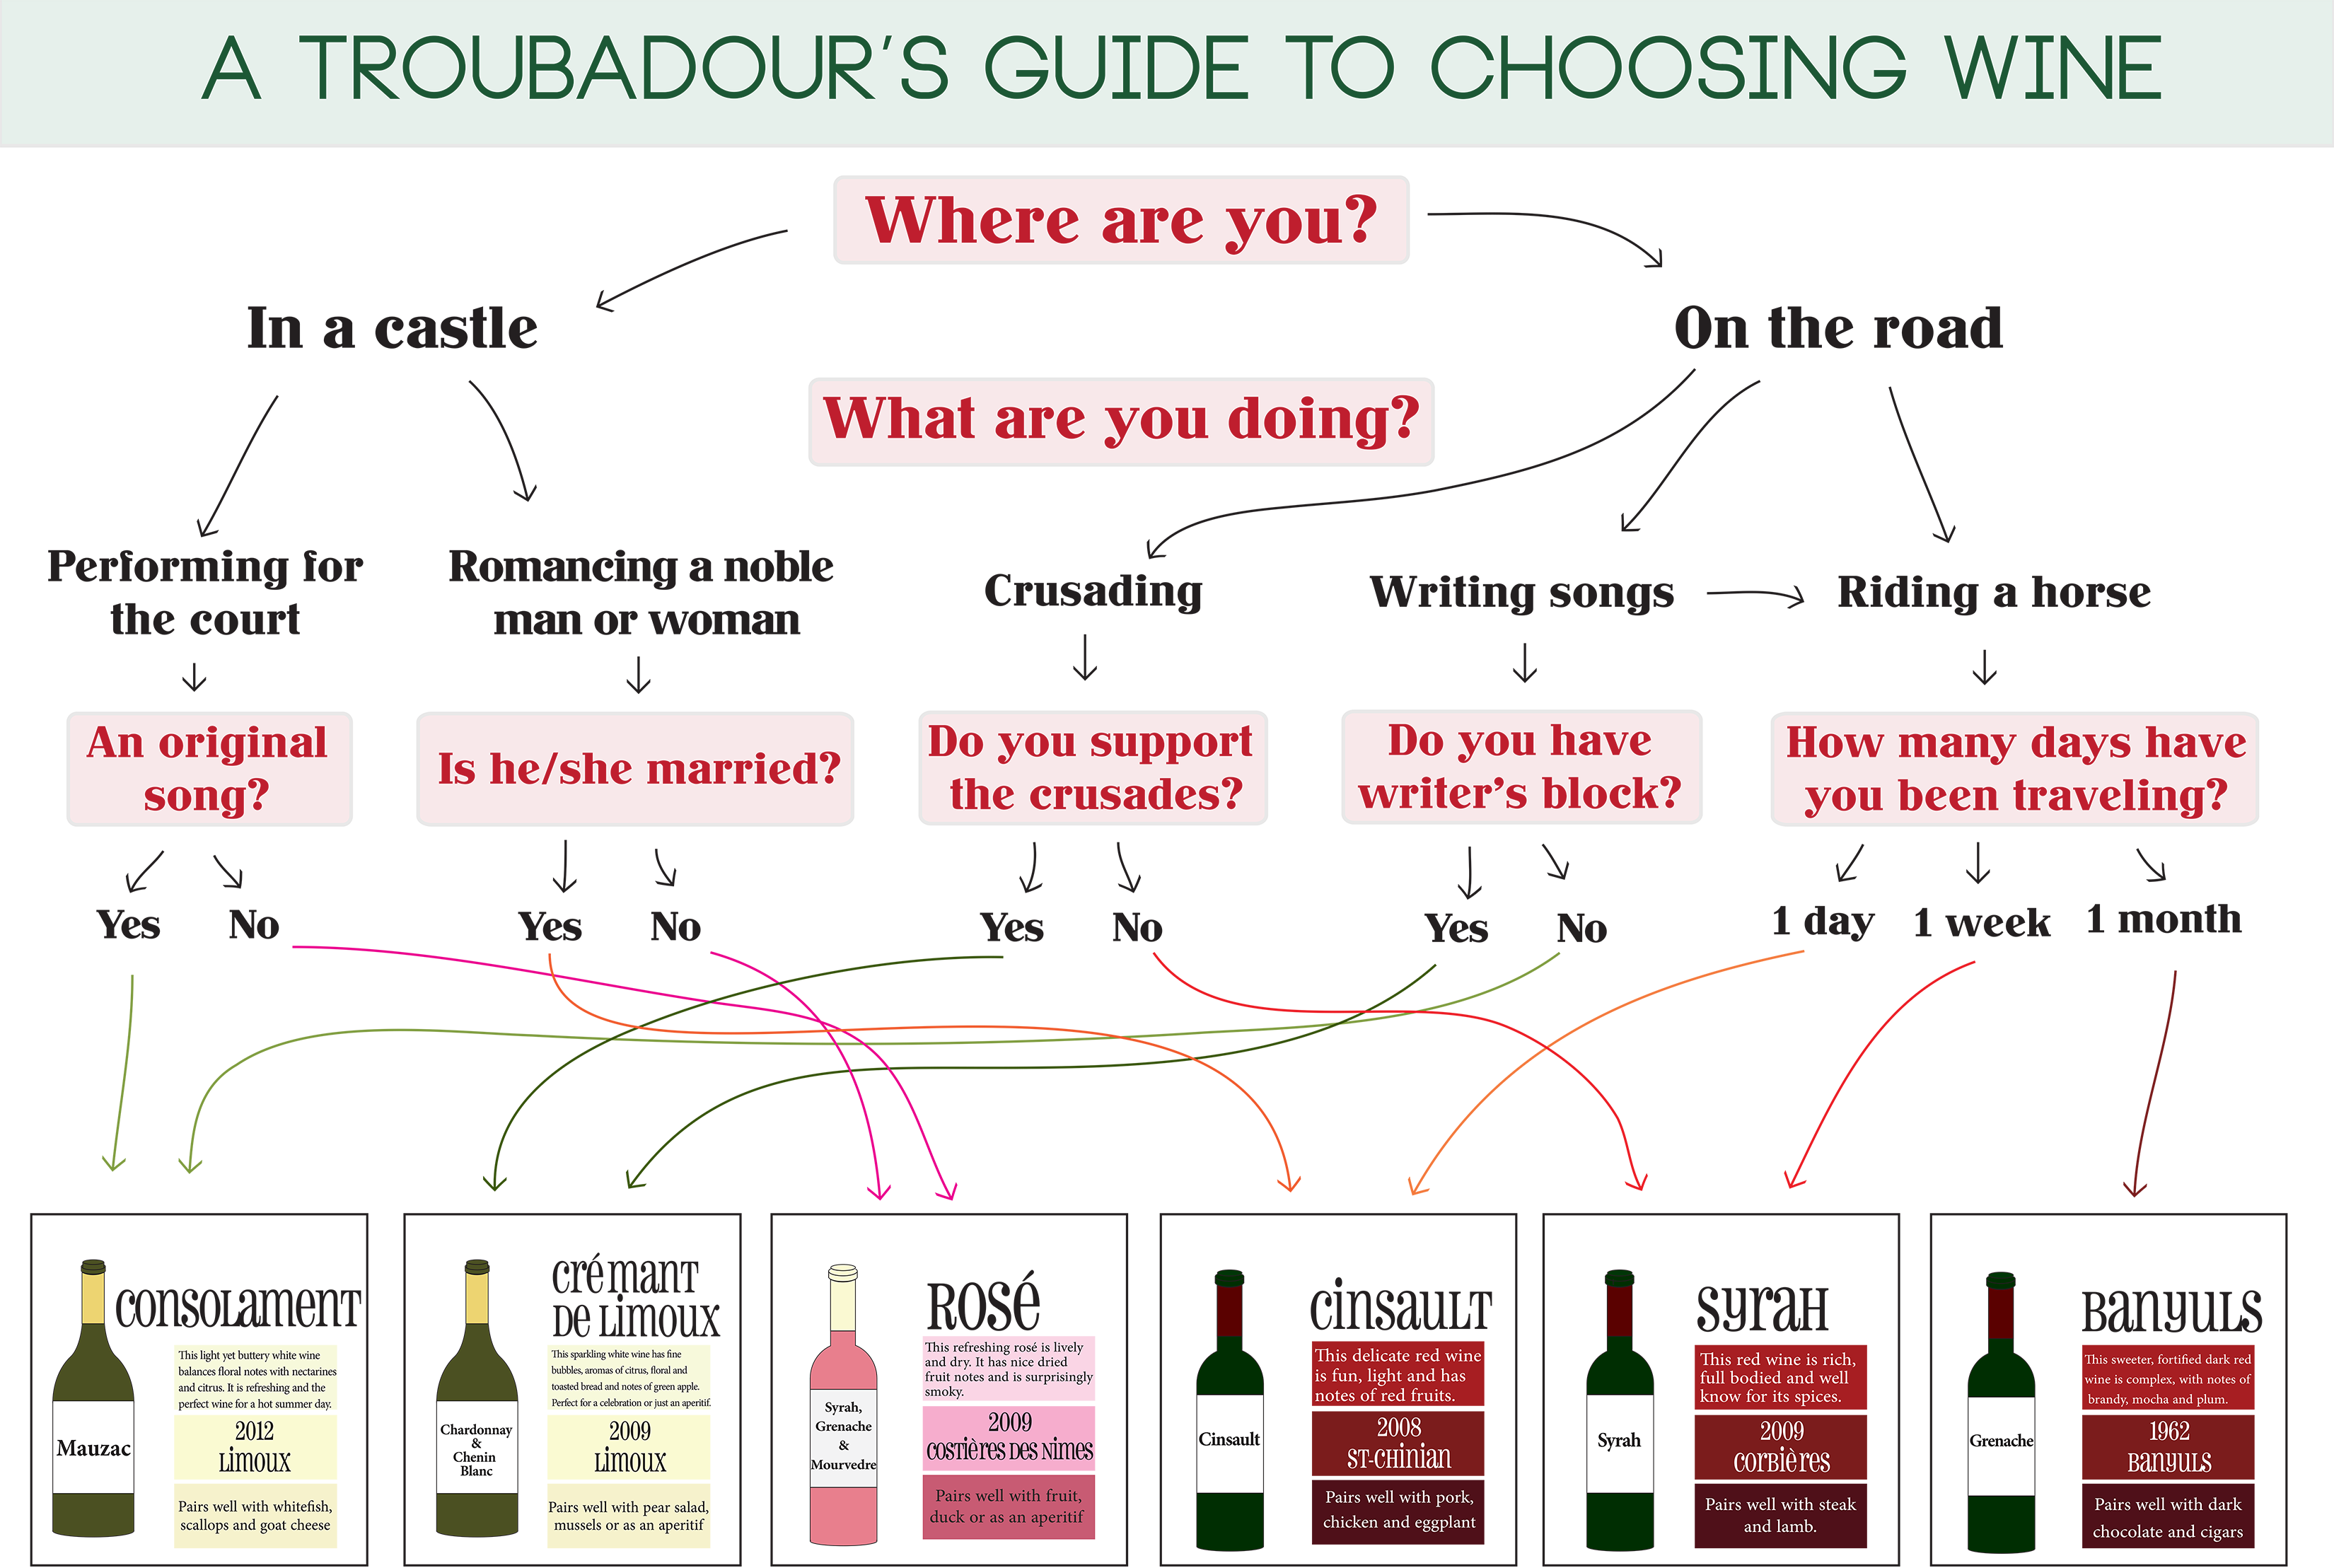 A TROUBADOUR'S GUIDE TO CHOOSING WINE
Where are you?
In a castle
On the road
What are you doing?
Performing for
the court
Romancing a noble
man or woman
Crusading
Writing songs
Riding a horse
An original
song?
Is he/she married?
Do you support
the crusades?
Do you have
writer's block?
How many days have
you been traveling?
Yes
No
Yes
No
Yes
No
Yes
No
1 day
1 week
1 month
Consolament
This light yet buttery white wine
balances floral notes with nectarines
and citrus. It is refreshing and the
perfect wine for a hot summer day.
Mauzac
2012
Limoux
Pairs well with whitefish,
scallops and goat cheese
Crémant
de Limoux
This sparkling white wine has fine
bubbles, aromas of citrus, floral and
toasted bread and notes of green apple.
Perfect for a celebration or just an aperitif.
Chardonnay
&
Chenin
Blanc
2009
Limoux
Pairs well with pear salad,
mussels or as an aperitif
Rosé
This refreshing rosé is lively
and dry. It has nice dried
fruit notes and is surprisingly
smoky.
Syrah,
Grenache
&
Mourvedre
2009
Costières des Nimes
Pairs well with fruit,
duck or as an aperitif
Cinsault
This delicate red wine
is fun, light and has
notes of red fruits.
Cinsault
2008
St-Chinian
Pairs well with pork,
chicken and eggplant
Syrah
This red wine is rich,
full bodied and well
know for its spices.
Syrah
2009
Corbières
Pairs well with steak
and lamb.
Banyuls
This sweeter, fortified dark red
wine is complex, with notes of
brandy, mocha and plum.
Grenache
1962
Banyuls
Pairs well with dark
chocolate and cigars